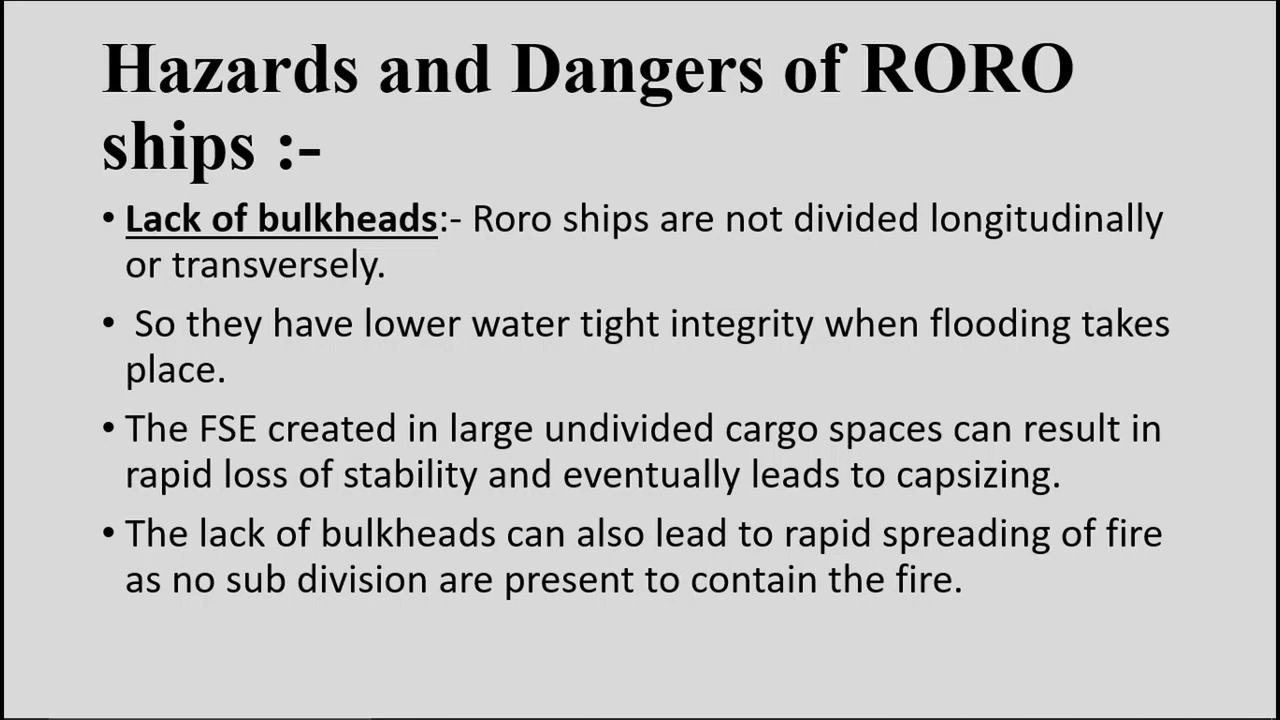 Hazards and Dangers of RORO
ships :-
• Lack of bulkheads:- Roro ships are not divided longitudinally
or transversely.
• So they have lower water tight integrity when flooding takes
place.
• The FSE created in large undivided cargo spaces can result in
rapid loss of stability and eventually leads to capsizing.
• The lack of bulkheads can also lead to rapid spreading of fire
as no sub division are present to contain the fire.